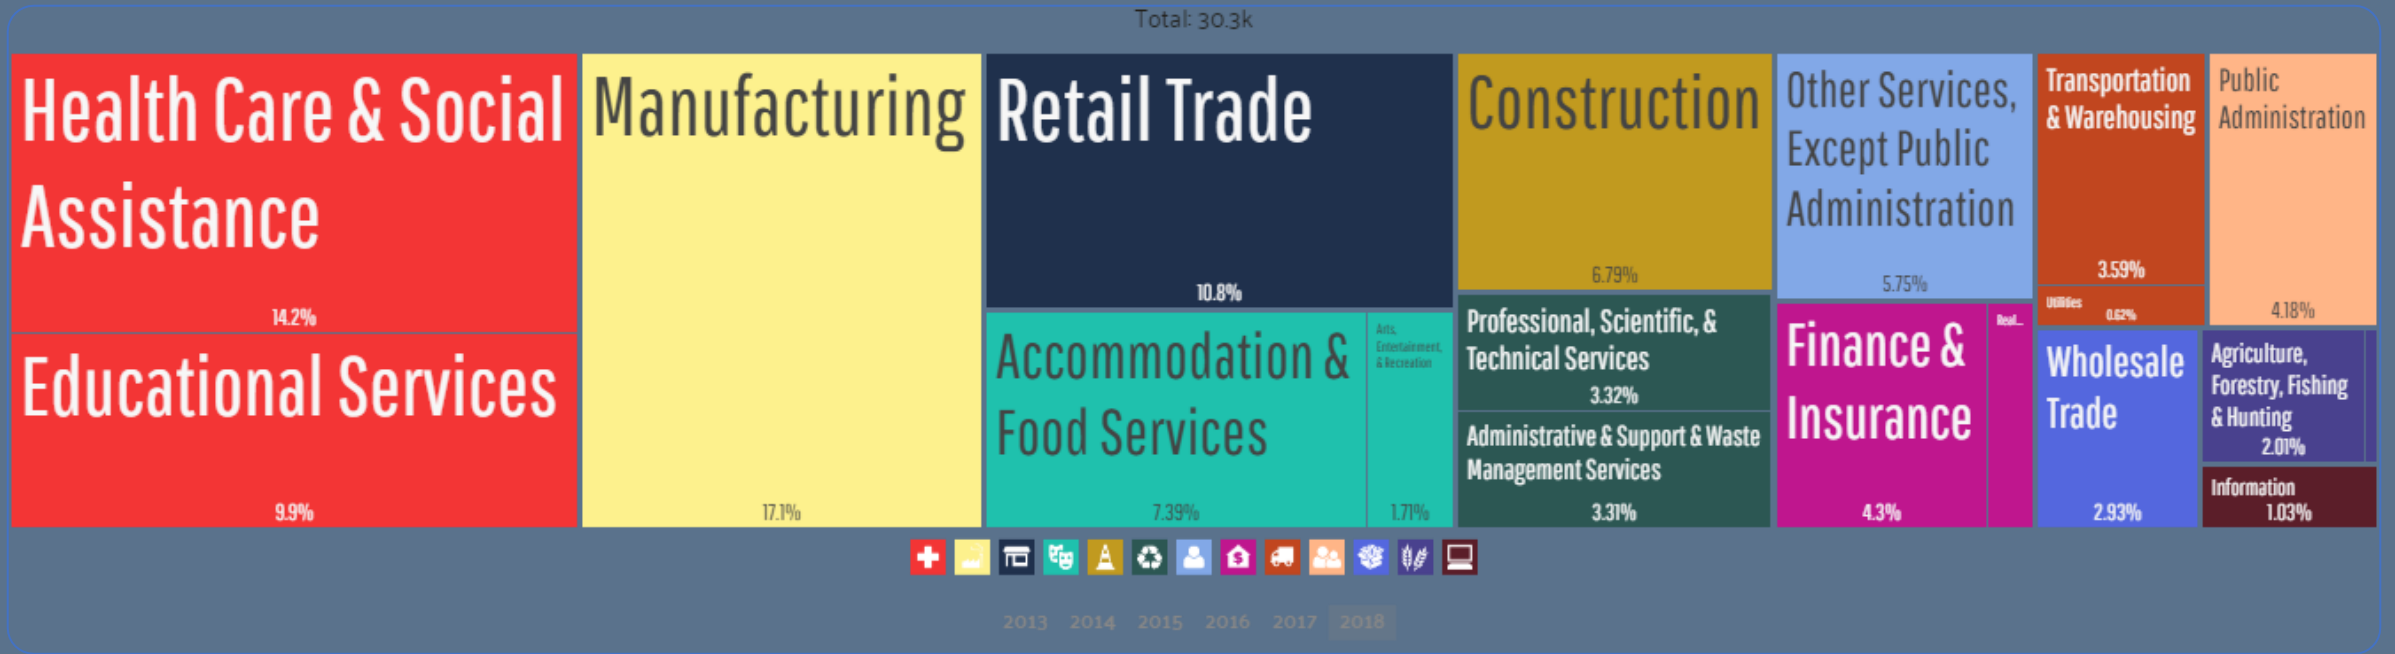 Total: 30.3k
Health Care & Social
Assistance
14.2%
Educational Services
9.9%
Manufacturing
17.1%
Retail Trade
10.8%
Accommodation &
Food Services
7.39%
Arts,
Entertainment,
& Recreation
1.71%
Construction
6.79%
Professional, Scientific, &
Technical Services
3.32%
Administrative & Support & Waste
Management Services
3.31%
Other Services,
Except Public
Administration
5.75%
Finance &
Insurance
4.3%
Real...
Transportation
& Warehousing
3.59%
Utilities
0.62%
Public
Administration
4.18%
Wholesale
Trade
2.93%
Agriculture,
Forestry, Fishing
& Hunting
2.01%
Information
1.03%
2013 2014 2015 2016 2017 2018